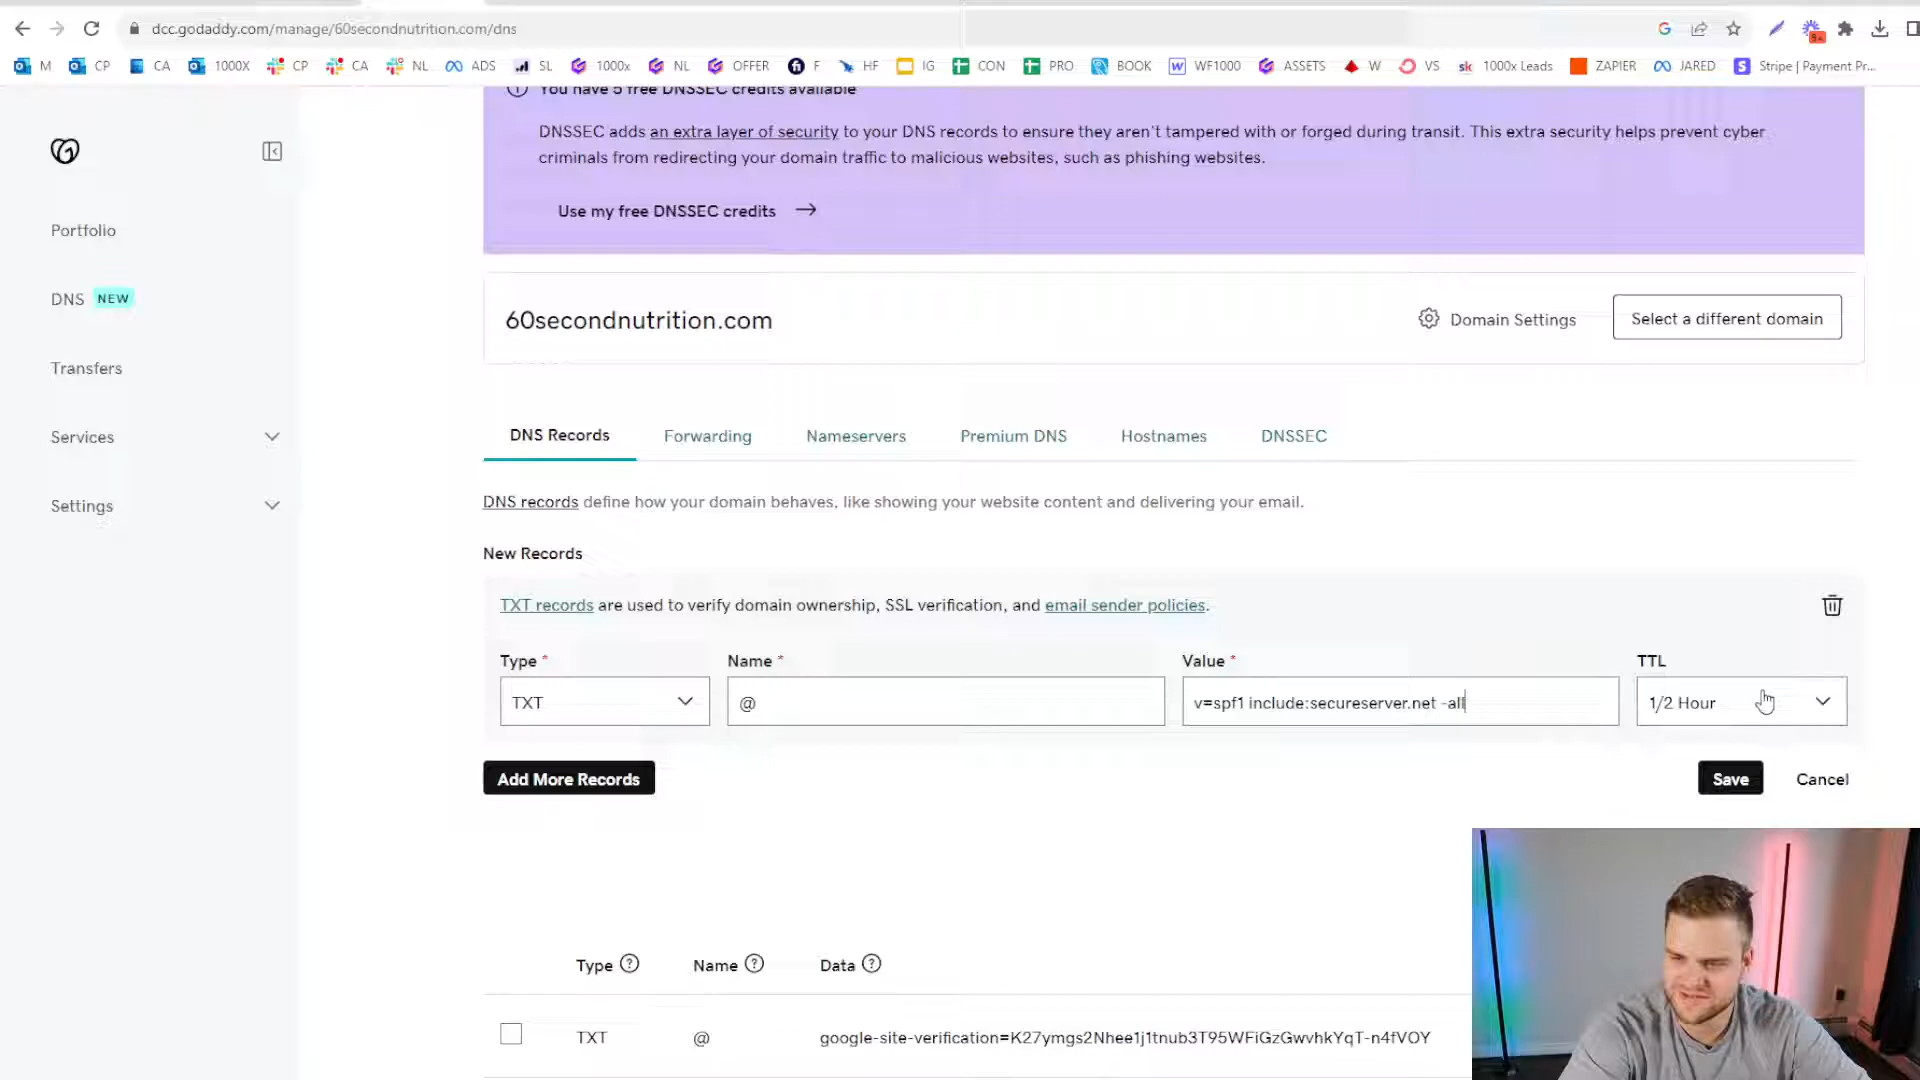 dcc.godaddy.com/manage/60secondnutrition.com/dns
M CP CA 1000X CP CA NL ADS SL 1000x NL OFFER F HF IG CON PRO BOOK WF1000 ASSETS W VS 1000x Leads ZAPIER JARED Stripe | Payment Pr...
You have 5 free DNSSEC credits available
DNSSEC adds an extra layer of security to your DNS records to ensure they aren't tampered with or forged during transit. This extra security helps prevent cyber
criminals from redirecting your domain traffic to malicious websites, such as phishing websites.
Use my free DNSSEC credits →
Portfolio
DNS NEW
Transfers
Services
Settings
60secondnutrition.com
Domain Settings
Select a different domain
DNS Records Forwarding Nameservers Premium DNS Hostnames DNSSEC
DNS records define how your domain behaves, like showing your website content and delivering your email.
New Records
TXT records are used to verify domain ownership, SSL verification, and email sender policies.
Type * Name * Value * TTL
TXT @ v=spf1 include:secureserver.net -all 1/2 Hour
Add More Records Save Cancel
Type Name Data
TXT @ google-site-verification=K27ymgs2Nhee1j1tnub3T95WFiGzGwvhkYqT-n4fVOY